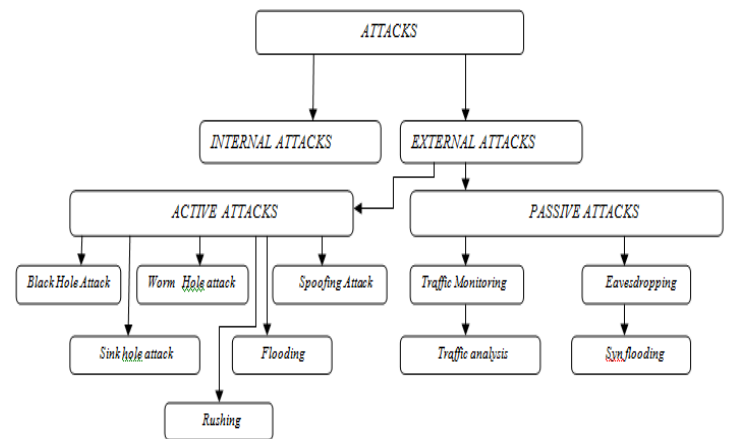 ATTACKS
INTERNAL ATTACKS
EXTERNAL ATTACKS
ACTIVE ATTACKS
PASSIVE ATTACKS
Black Hole Attack
Worm Hole attack
Spoofing Attack
Traffic Monitoring
Eavesdropping
Sink hole attack
Flooding
Traffic analysis
Syn flooding
Rushing